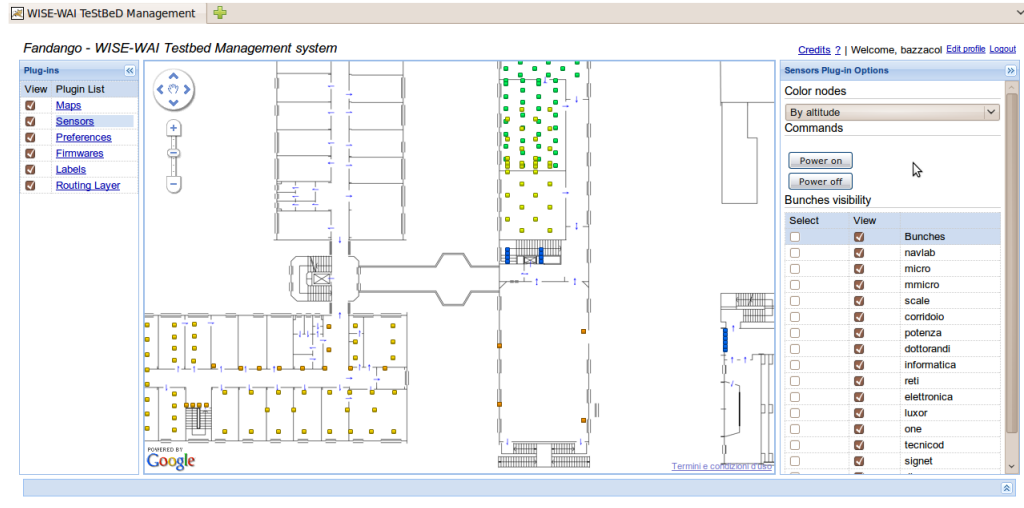 WISE-WAI TeStBeD Management
Fandango - WISE-WAI Testbed Management system
Credits ? | Welcome, bazzacol Edit profile Logout
Plug-ins
View Plugin List
Maps
Sensors
Preferences
Firmwares
Labels
Routing Layer
POWERED BY
Google
Termini e condizioni d'uso
Sensors Plug-in Options
Color nodes
By altitude
Commands
Power on
Power off
Bunches visibility
Select View
Bunches
navlab
micro
mmicro
scale
corridoio
potenza
dottorandi
informatica
reti
elettronica
luxor
one
tecnicod
signet